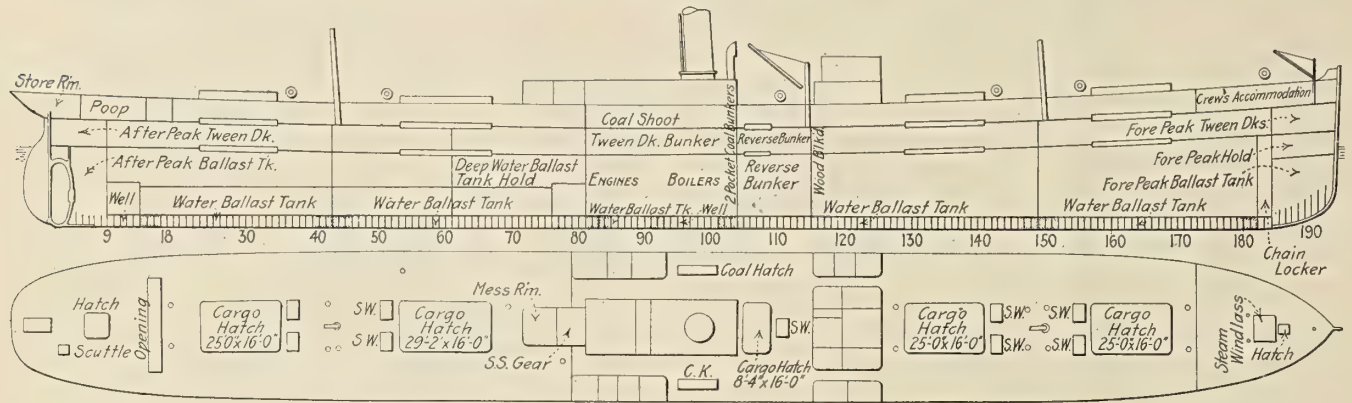 Store R'm.
Poop
After Peak Tween Dk.
After Peak Ballast Tk.
Well
Water Ballast Tank
Water Ballast Tank
Deep Water Ballast
Tank Hold
Coal Shoot
Tween Dk. Bunker
Engines Boilers
Water Ballast Tk. Well
2 Pocket Coal Bunkers
Reverse Bunker
Reverse
Bunker
Wood Blkd.
Water Ballast Tank
Water Ballast Tank
Crew's Accommodation
Fore Peak Tween Dks.
Fore Peak Hold
Fore Peak Ballast Tank
9 18 30 40 52 61 70 81 90 102 110 120 130 140 150 160 170 180 190
Chain
Locker
Hatch
Scuttle
Opening
Cargo
Hatch
25'0"x16'-0"
S.W.
S.W.
Cargo
Hatch
29'-2"x16'-0"
Mess R'm.
S.S. Gear
Coal Hatch
C.K.
S.W.
Cargo Hatch
8'-4"x16'-0"
Cargo
Hatch
25'-0"x16'-0"
S.W. S.W.
S.W. S.W.
Cargo
Hatch
25'-0"x16'-0"
Steam
Windlass
Hatch